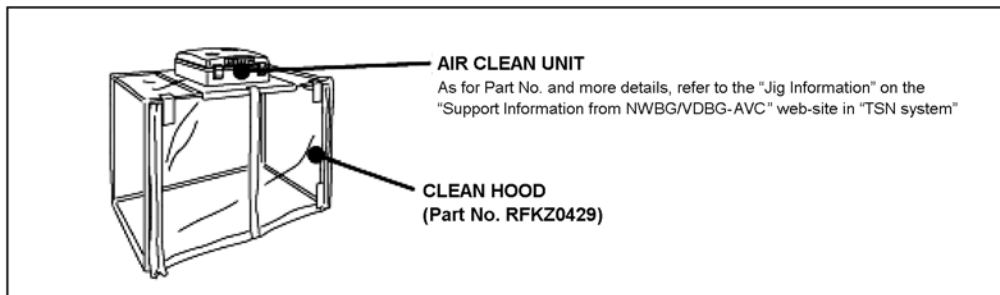 AIR CLEAN UNIT
As for Part No. and more details, refer to the “Jig Information” on the
“Support Information from NWBG/VDBG-AVC” web-site in “TSN system”
CLEAN HOOD
(Part No. RFKZ0429)